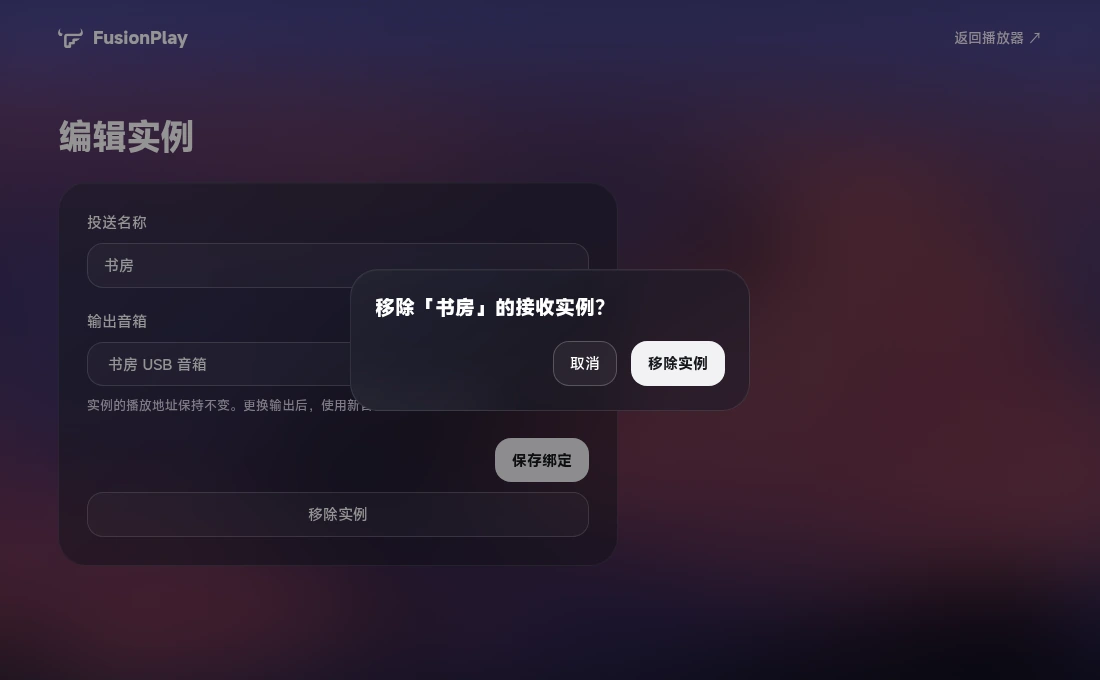 FusionPlay
返回播放器 ↗
编辑实例
投送名称
书房
移除「书房」的接收实例？
输出音箱
书房 USB 音箱
取消
移除实例
实例的播放地址保持不变。更换输出后，使用新
保存绑定
移除实例